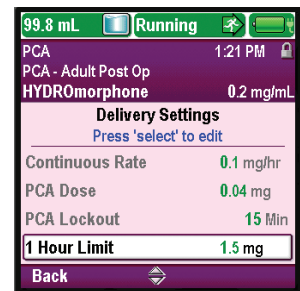 99.8 mL Running
PCA 1:21 PM
PCA - Adult Post Op
HYDROmorphone 0.2 mg/mL
Delivery Settings
Press 'select' to edit
Continuous Rate 0.1 mg/hr
PCA Dose 0.04 mg
PCA Lockout 15 Min
1 Hour Limit 1.5 mg
Back